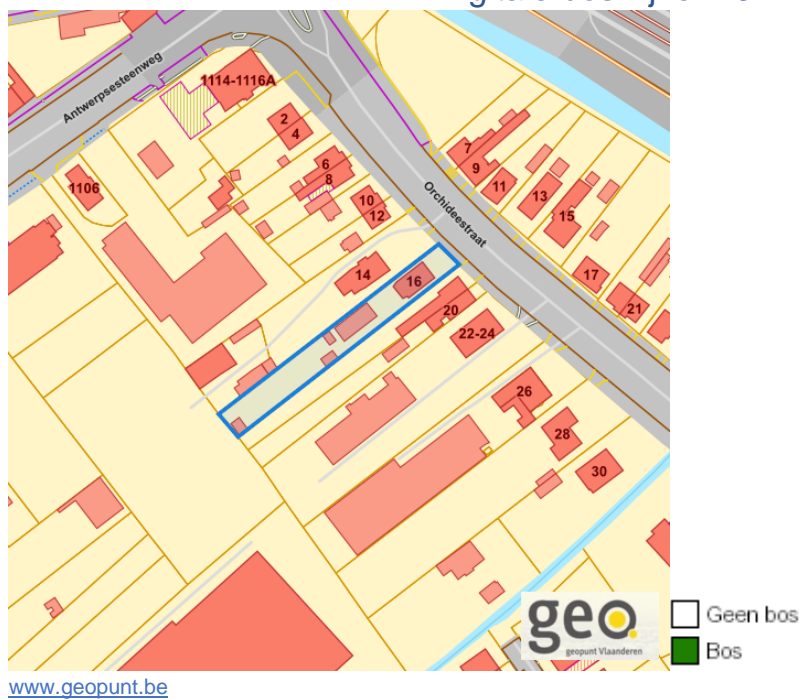 Antwerpsesteenweg
1114-1116A
2
4
6
8
10
12
1106
14
16
20
22-24
26
28
30
Orchideestraat
7
9
11
13
15
17
21
geo
geopunt Vlaanderen
Geen bos
Bos
www.geopunt.be